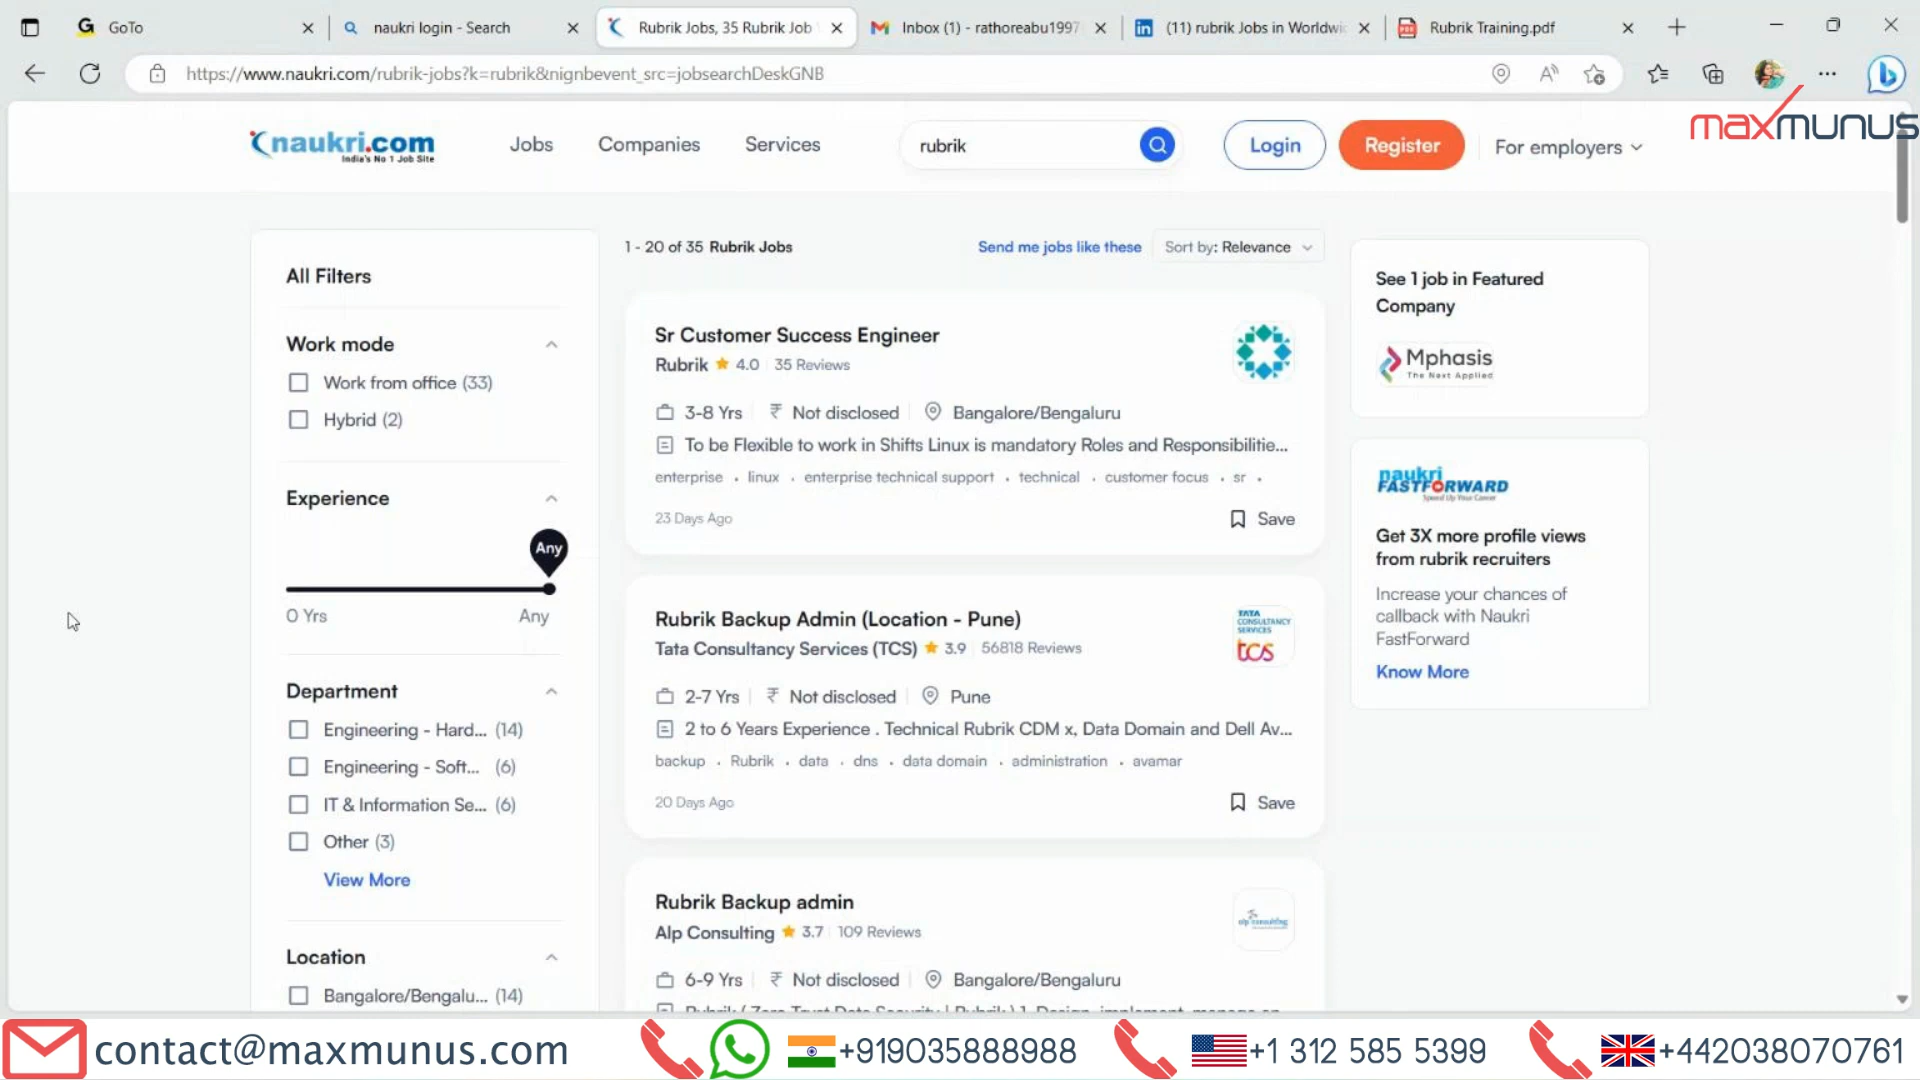 GoTo
naukri login - Search
Rubrik Jobs, 35 Rubrik Job
Inbox (1) - rathoreabu1997
(11) rubrik Jobs in Worldwi
Rubrik Training.pdf
https://www.naukri.com/rubrik-jobs?k=rubrik&nignbevent_src=jobsearchDeskGNB
maxmunus
naukri.com
India's No 1 Job Site
Jobs
Companies
Services
rubrik
Login
Register
For employers
All Filters
Work mode
Work from office (33)
Hybrid (2)
Experience
Any
0 Yrs
Any
Department
Engineering - Hard... (14)
Engineering - Soft... (6)
IT & Information Se... (6)
Other (3)
View More
Location
Bangalore/Bengalu... (14)
1 - 20 of 35 Rubrik Jobs
Send me jobs like these
Sort by: Relevance
Sr Customer Success Engineer
Rubrik 4.0 35 Reviews
3-8 Yrs ₹ Not disclosed Bangalore/Bengaluru
To be Flexible to work in Shifts Linux is mandatory Roles and Responsibilitie...
enterprise • linux • enterprise technical support • technical • customer focus • sr •
23 Days Ago
Save
Rubrik Backup Admin (Location - Pune)
Tata Consultancy Services (TCS) 3.9 56818 Reviews
TATA
CONSULTANCY
SERVICES
tcs
2-7 Yrs ₹ Not disclosed Pune
2 to 6 Years Experience . Technical Rubrik CDM x, Data Domain and Dell Av...
backup • Rubrik • data • dns • data domain • administration • avamar
20 Days Ago
Save
Rubrik Backup admin
Alp Consulting 3.7 109 Reviews
alp consulting
6-9 Yrs ₹ Not disclosed Bangalore/Bengaluru
See 1 job in Featured
Company
Mphasis
The Next Applied
naukri
FASTFORWARD
Speed Up Your Career
Get 3X more profile views
from rubrik recruiters
Increase your chances of
callback with Naukri
FastForward
Know More
contact@maxmunus.com
+919035888988
+1 312 585 5399
+442038070761